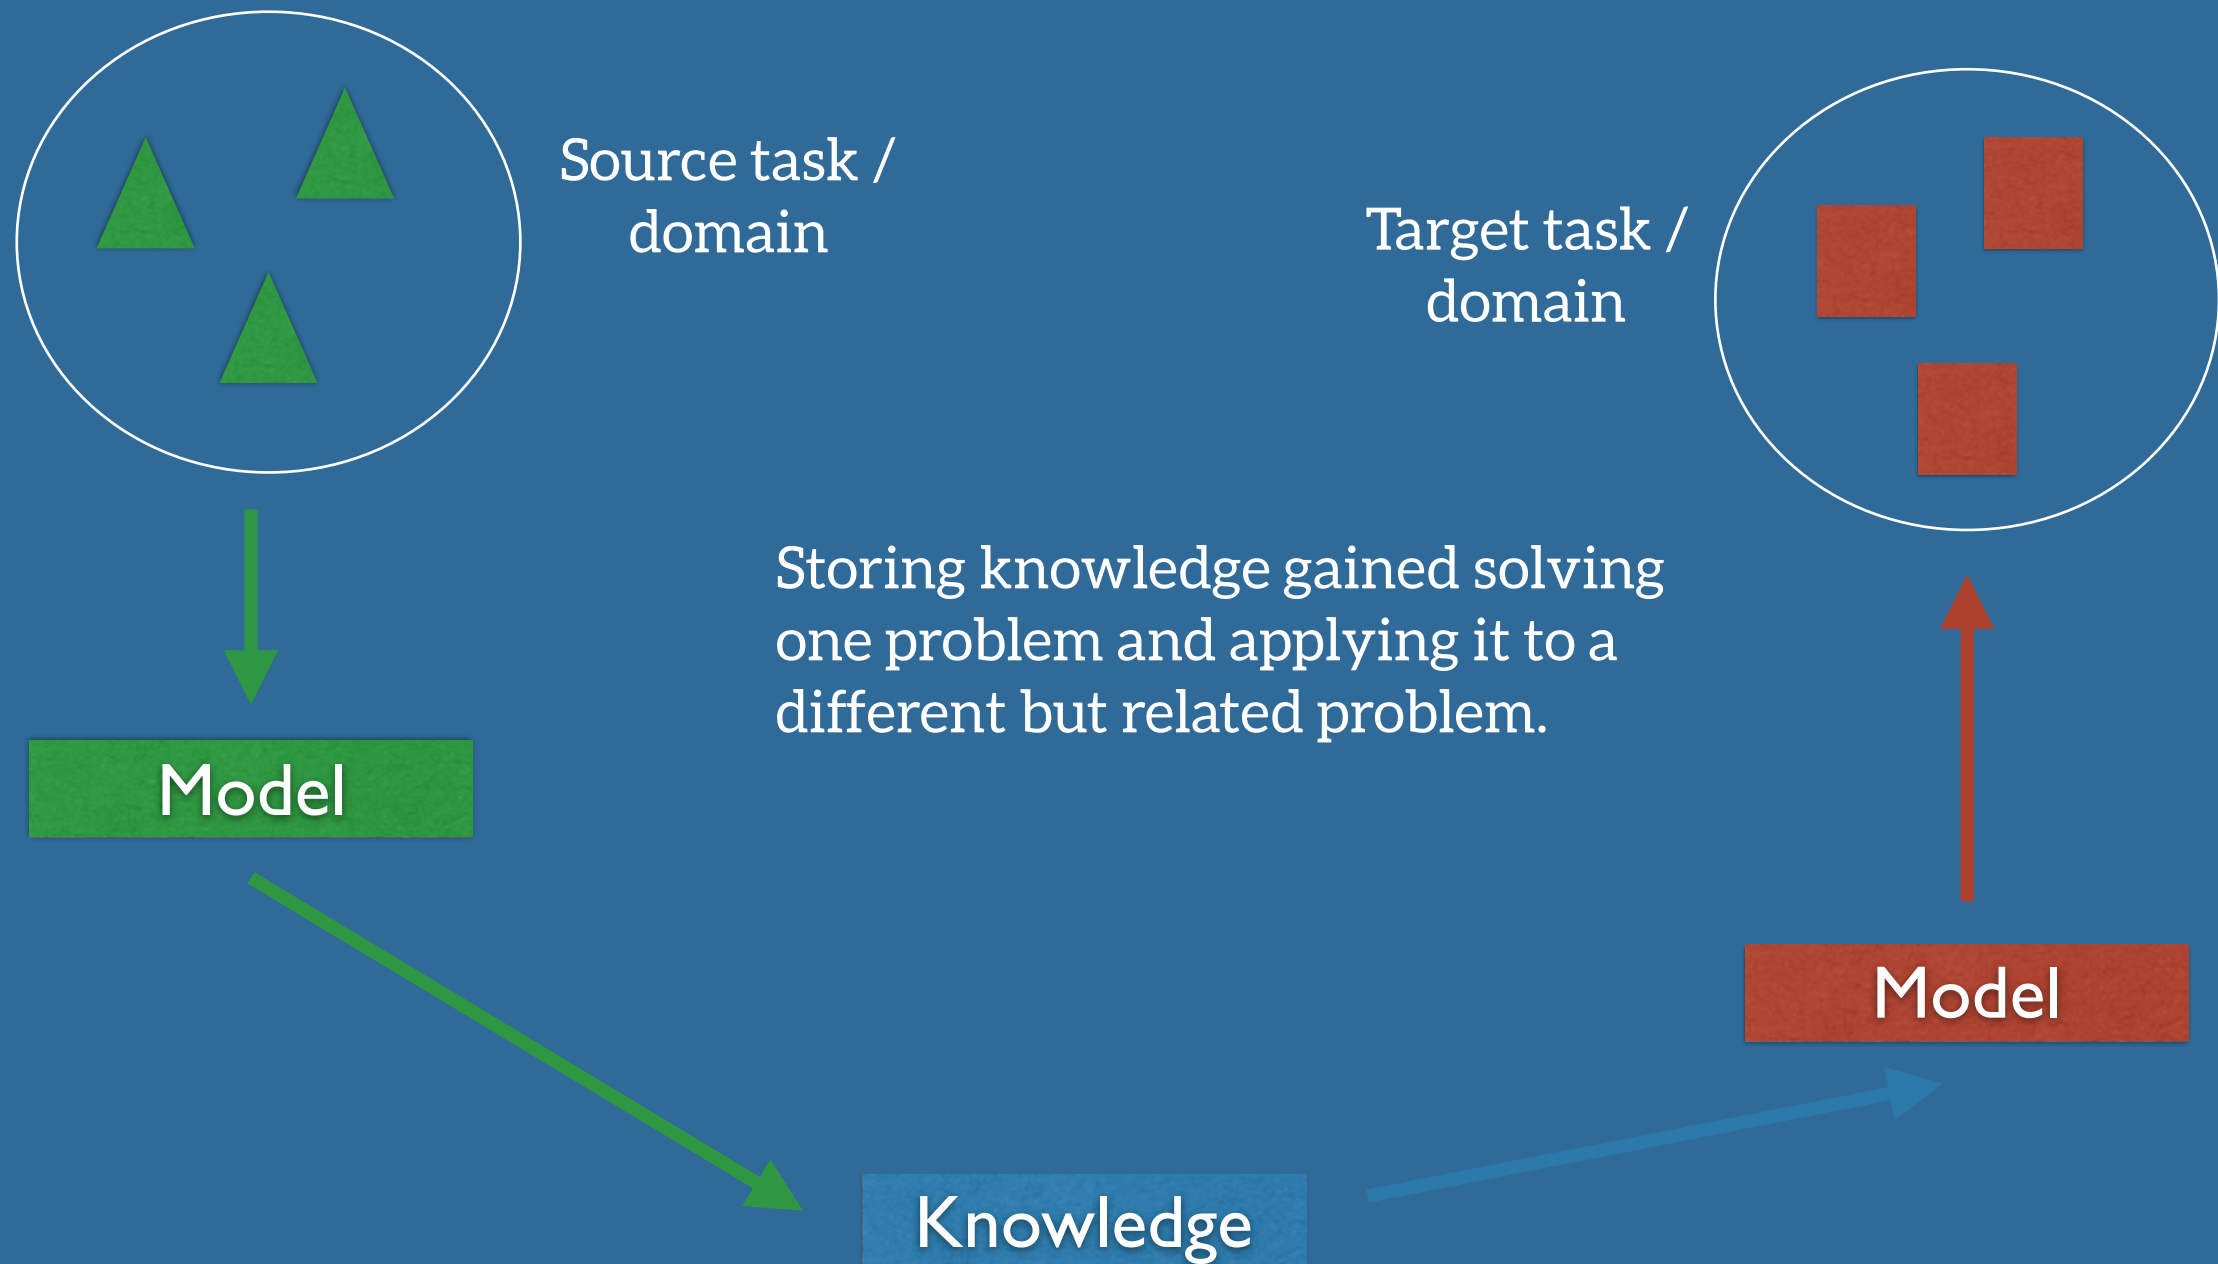 Source task /
domain
Target task /
domain
Storing knowledge gained solving
one problem and applying it to a
different but related problem.
Model
Model
Knowledge